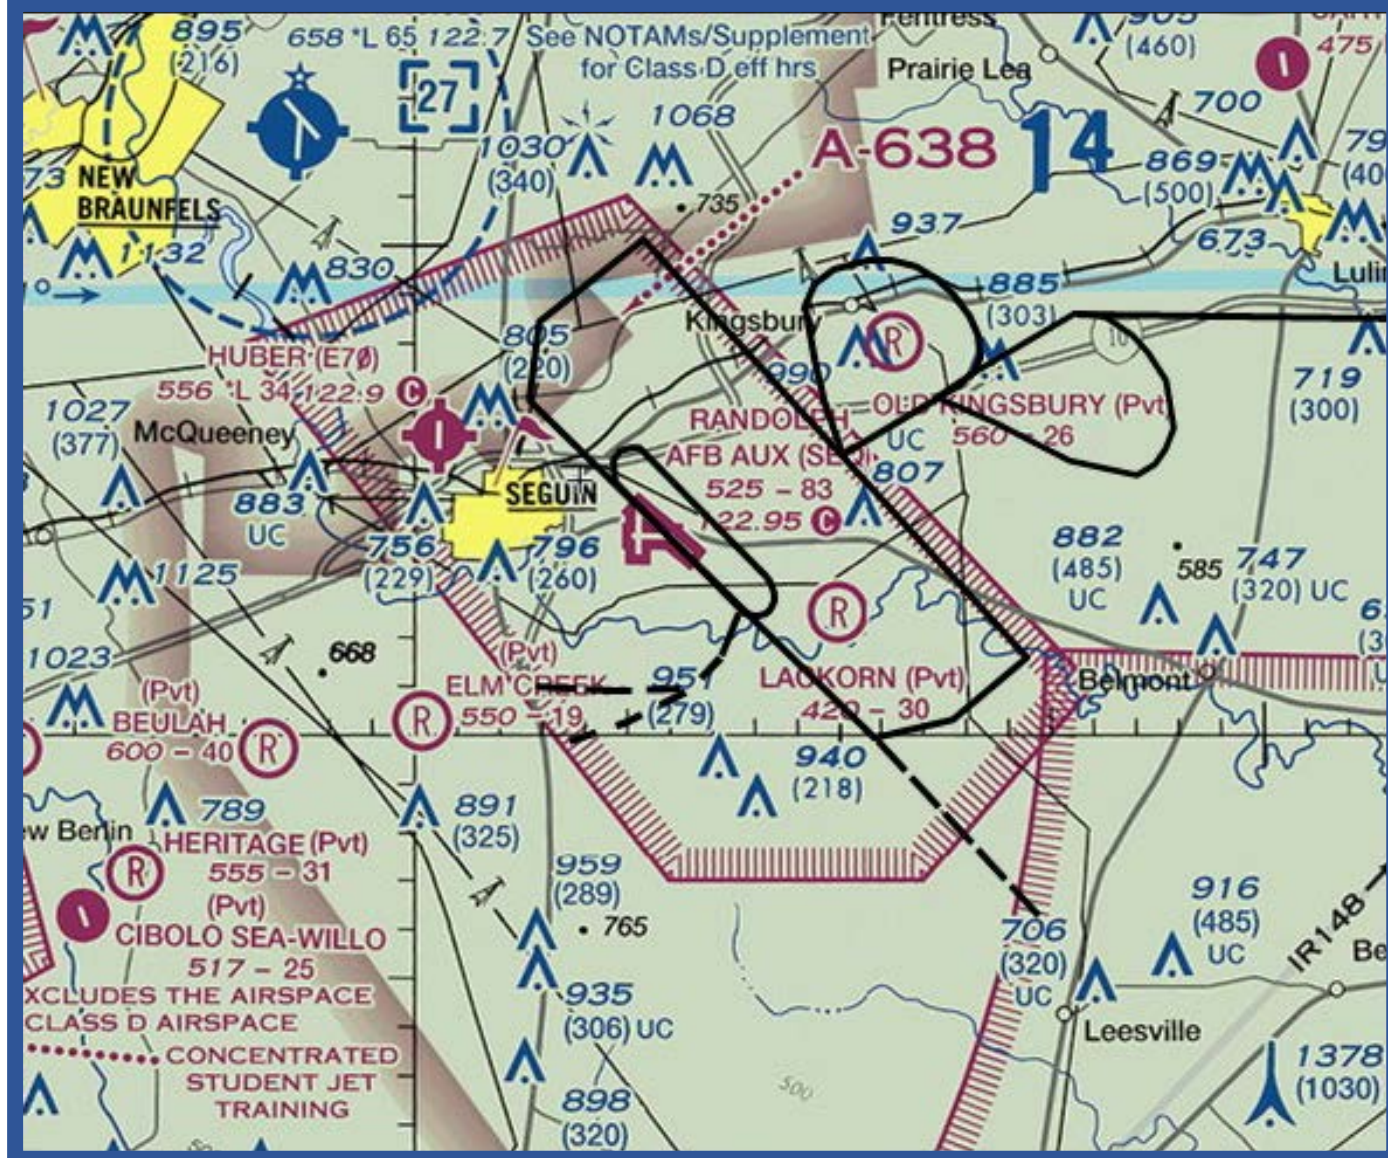 895
(216)
658 *L 65 122.7
See NOTAMs/Supplement
for Class D eff hrs
Fentress
Prairie Lea
905
(460)
475
27
1030
(340)
1068
A-638
14
700
869
(500)
NEW
BRAUNFELS
735
937
673
1132
830
885
(303)
Kingsbury
805
(220)
HUBER (E70)
556 *L 34 122.9 C
990
719
(300)
10
1027
(377)
McQueeney
RANDOLPH
AFB AUX (SEQ)
525 - 83
122.95 C
OLD KINGSBURY (Pvt)
560 - 26
UC
807
R
883
UC
SEGUIN
756
(229)
796
(260)
882
(485)
UC
585
747
(320) UC
1125
R
668
1023
(Pvt)
ELM CREEK
550 - 19
R
951
(279)
LACKORN (Pvt)
420 - 30
Belmont
(Pvt)
BEULAH
600 - 40
R
940
(218)
789
891
(325)
HERITAGE (Pvt)
555 - 31
R
(Pvt)
CIBOLO SEA-WILLO
517 - 25
959
(289)
765
935
(306) UC
706
(320)
UC
916
(485)
UC
IR148
Leesville
CLASS D AIRSPACE
CONCENTRATED
STUDENT JET
TRAINING
898
(320)
500
1378
(1030)